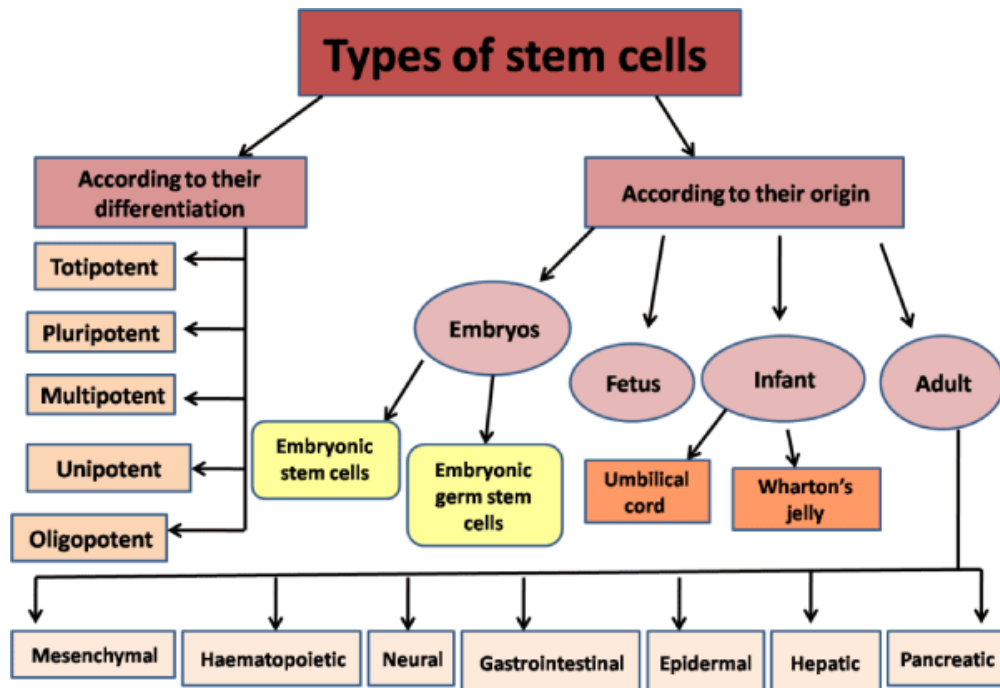 Types of stem cells
According to their
differentiation
According to their origin
Totipotent
Pluripotent
Multipotent
Unipotent
Oligopotent
Embryos
Fetus
Infant
Adult
Embryonic
stem cells
Embryonic
germ stem
cells
Umbilical
cord
Wharton's
jelly
Mesenchymal
Haematopoietic
Neural
Gastrointestinal
Epidermal
Hepatic
Pancreatic